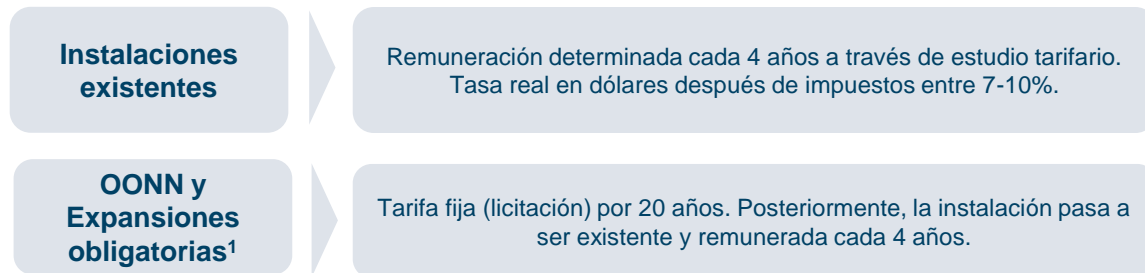 Instalaciones
existentes
Remuneración determinada cada 4 años a través de estudio tarifario.
Tasa real en dólares después de impuestos entre 7-10%.
OONN y
Expansiones
obligatorias¹
Tarifa fija (licitación) por 20 años. Posteriormente, la instalación pasa a
ser existente y remunerada cada 4 años.